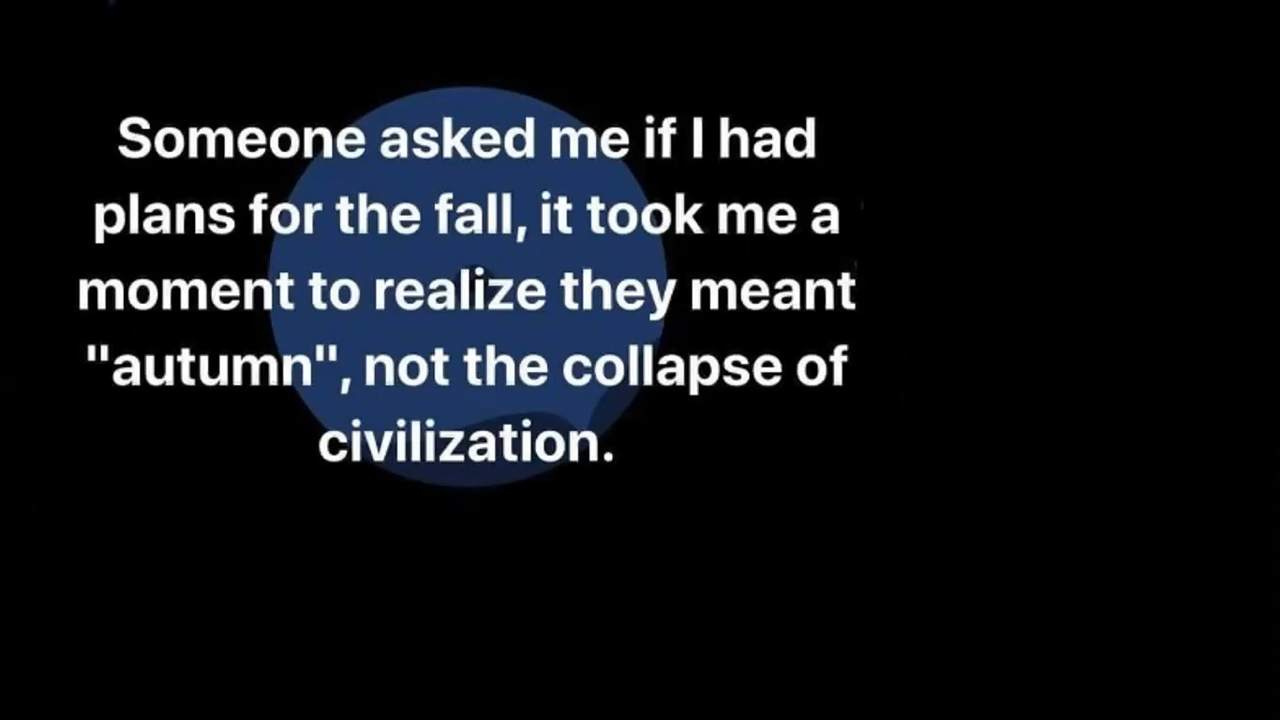 Someone asked me if I had
plans for the fall, it took me a
moment to realize they meant
"autumn", not the collapse of
civilization.